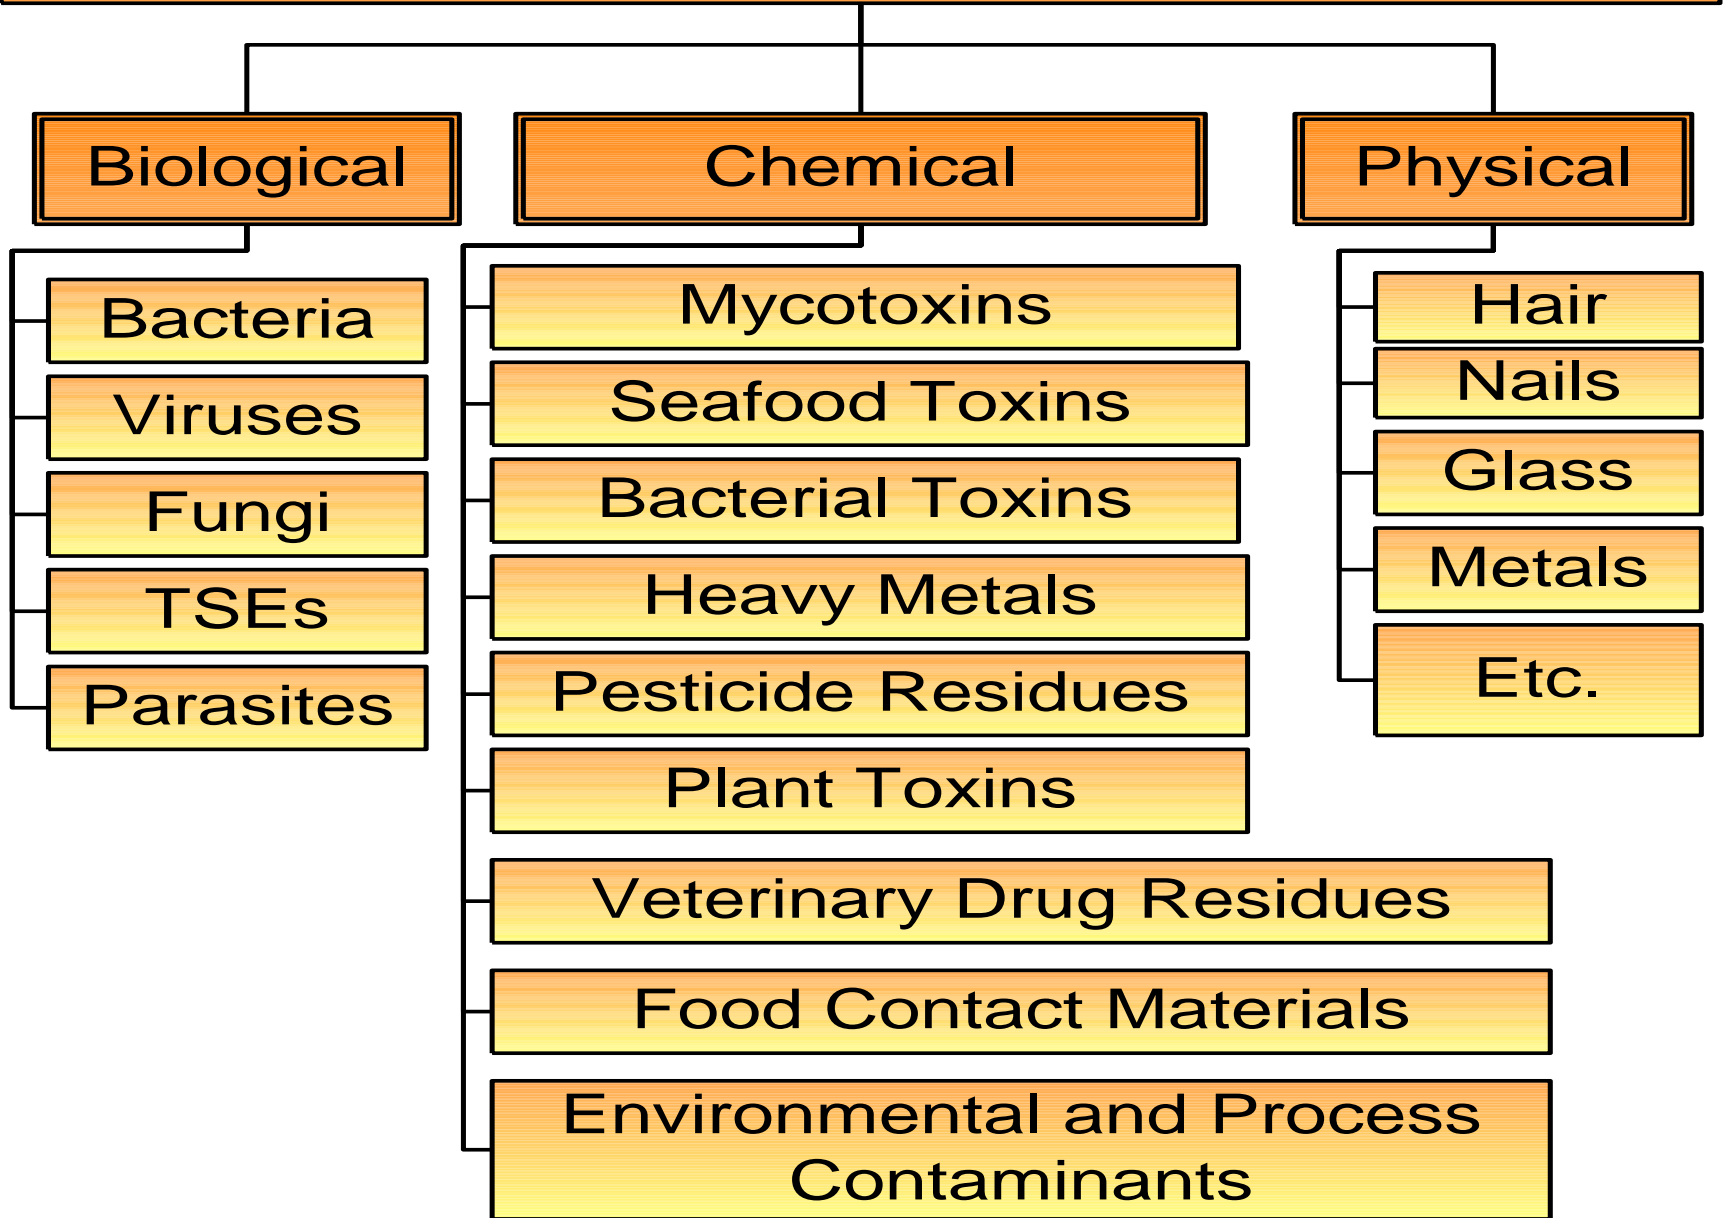 Biological
Chemical
Physical
Bacteria
Viruses
Fungi
TSEs
Parasites
Mycotoxins
Seafood Toxins
Bacterial Toxins
Heavy Metals
Pesticide Residues
Plant Toxins
Veterinary Drug Residues
Food Contact Materials
Environmental and Process
Contaminants
Hair
Nails
Glass
Metals
Etc.